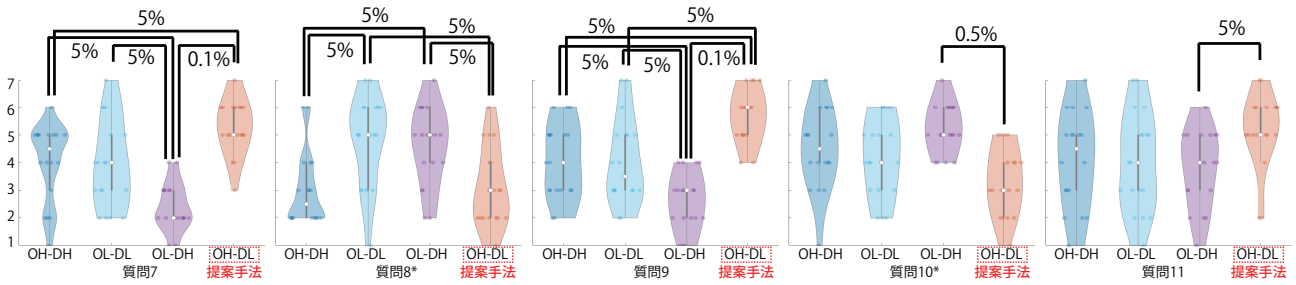 5% 5% 5% 0.5% 5%
5% 5% 0.1% 5% 5% 5% 5% 5% 0.1%
7
6
5
4
3
2
1
OH-DH OL-DL OL-DH OH-DL OH-DH OL-DL OL-DH OH-DL OH-DH OL-DL OL-DH OH-DL OH-DH OL-DL OL-DH OH-DL OH-DH OL-DL OL-DH OH-DL
質問7 提案手法 質問8* 提案手法 質問9 提案手法 質問10* 提案手法 質問11 提案手法